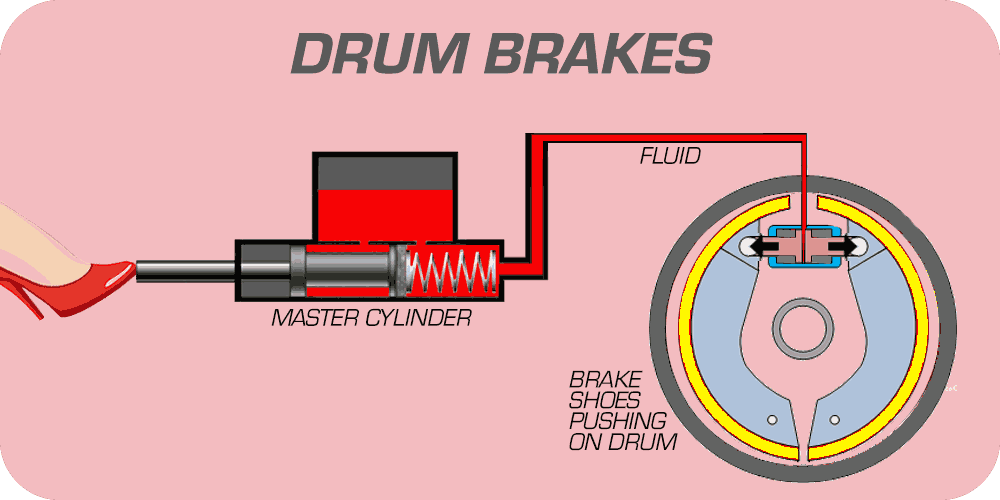 DRUM BRAKES
FLUID
MASTER CYLINDER
BRAKE
SHOES
PUSHING
ON DRUM